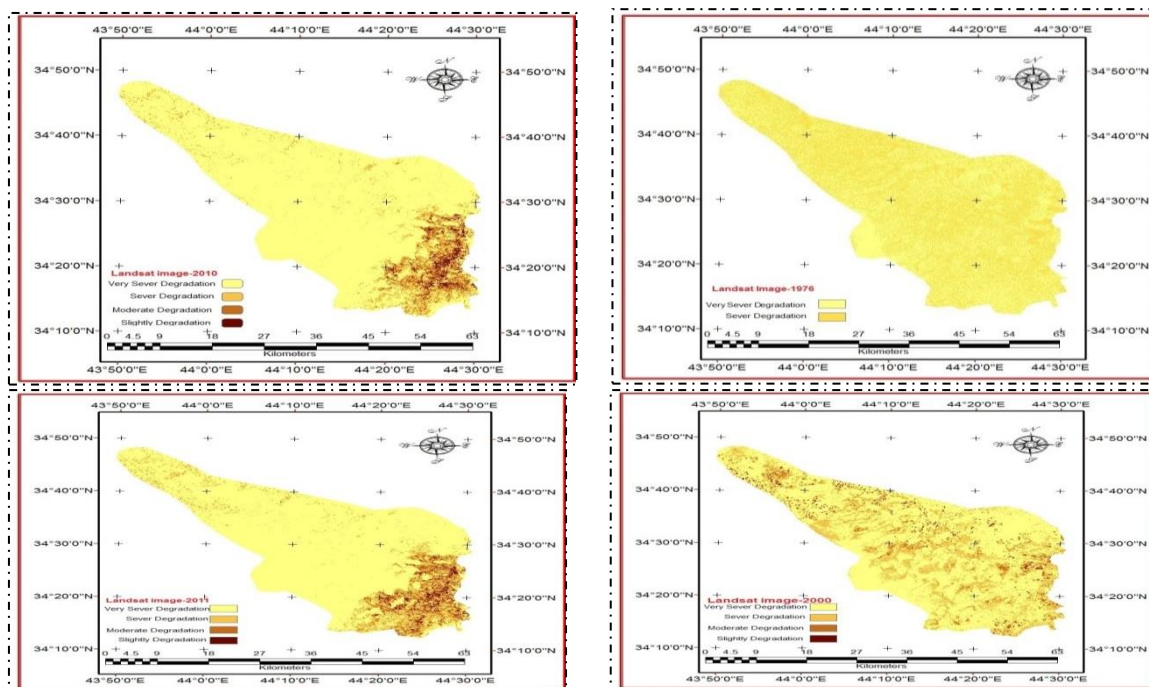 43°50'0"E 44°0'0"E 44°10'0"E 44°20'0"E 44°30'0"E
34°50'0"N 34°50'0"N
34°40'0"N 34°40'0"N
34°30'0"N 34°30'0"N
34°20'0"N 34°20'0"N
34°10'0"N 34°10'0"N
Landsat image-2010
Very Sever Degradation
Sever Degradation
Moderate Degradation
Slightly Degradation
0 4.5 9 18 27 36 45 54 63
Kilometers
43°50'0"E 44°0'0"E 44°10'0"E 44°20'0"E 44°30'0"E
43°50'0"E 44°0'0"E 44°10'0"E 44°20'0"E 44°30'0"E
34°50'0"N 34°50'0"N
34°40'0"N 34°40'0"N
34°30'0"N 34°30'0"N
34°20'0"N 34°20'0"N
34°10'0"N 34°10'0"N
Landsat Image-1976
Very Sever Degradation
Sever Degradation
0 4.5 9 18 27 36 45 54 63
Kilometers
43°50'0"E 44°0'0"E 44°10'0"E 44°20'0"E 44°30'0"E
43°50'0"E 44°0'0"E 44°10'0"E 44°20'0"E 44°30'0"E
34°50'0"N 34°50'0"N
34°40'0"N 34°40'0"N
34°30'0"N 34°30'0"N
34°20'0"N 34°20'0"N
34°10'0"N 34°10'0"N
Landsat image-2011
Very Sever Degradation
Sever Degradation
Moderate Degradation
Slightly Degradation
0 4.5 9 18 27 36 45 54 63
Kilometers
43°50'0"E 44°0'0"E 44°10'0"E 44°20'0"E 44°30'0"E
43°50'0"E 44°0'0"E 44°10'0"E 44°20'0"E 44°30'0"E
34°50'0"N 34°50'0"N
34°40'0"N 34°40'0"N
34°30'0"N 34°30'0"N
34°20'0"N 34°20'0"N
34°10'0"N 34°10'0"N
Landsat image-2000
Very Sever Degradation
Sever Degradation
Moderate Degradation
Slightly Degradation
0 4.5 9 18 27 36 45 54 63
Kilometers
43°50'0"E 44°0'0"E 44°10'0"E 44°20'0"E 44°30'0"E